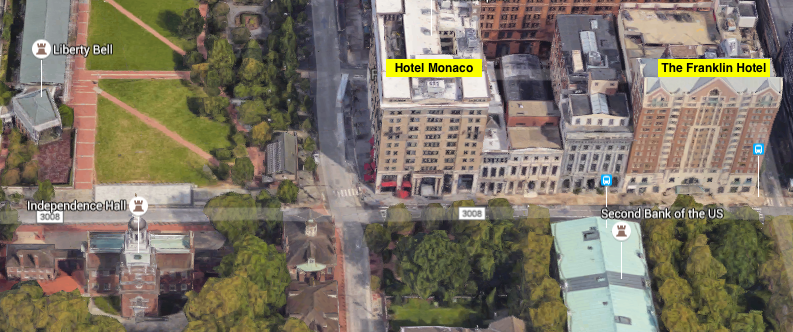 Liberty Bell
Hotel Monaco
The Franklin Hotel
Independence Hall
3008
3008
Second Bank of the US